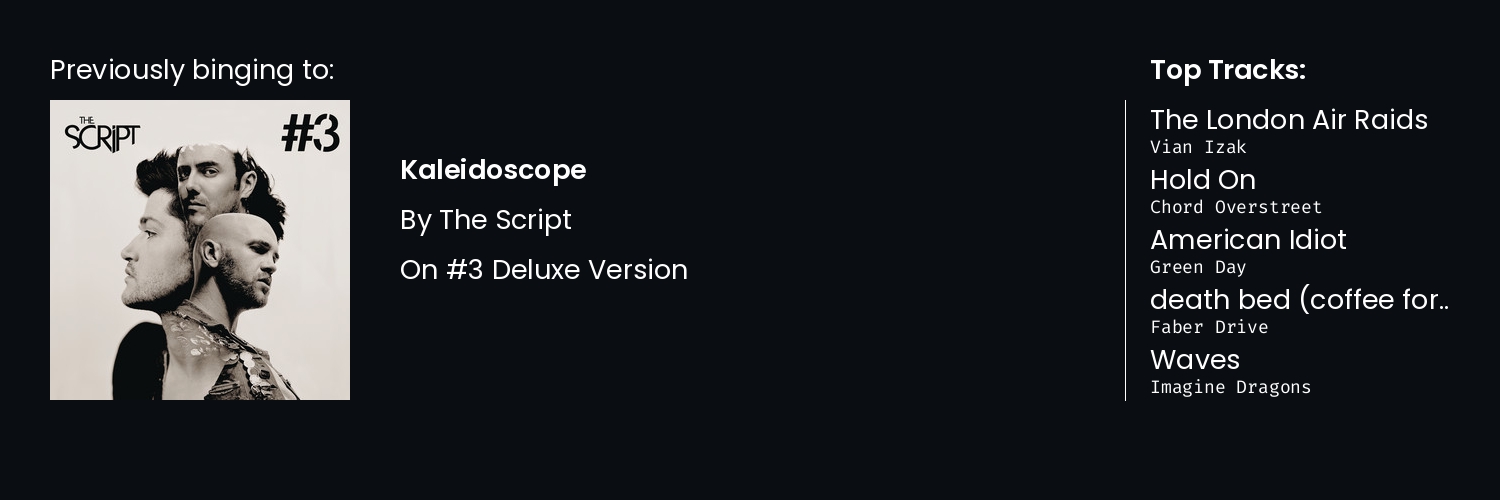 Previously binging to:
THE
SCRIPT
#3
Kaleidoscope
By The Script
On #3 Deluxe Version
Top Tracks:
The London Air Raids
Vian Izak
Hold On
Chord Overstreet
American Idiot
Green Day
death bed (coffee for..
Faber Drive
Waves
Imagine Dragons